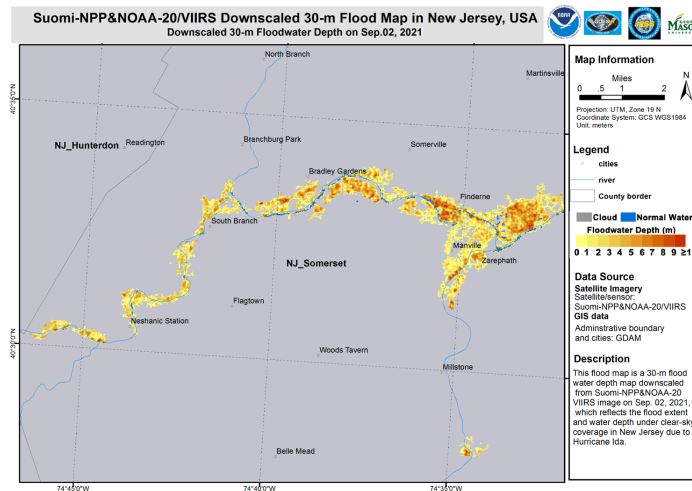 Suomi-NPP&NOAA-20/VIIRS Downscaled 30-m Flood Map in New Jersey, USA
Downscaled 30-m Floodwater Depth on Sep.02, 2021
North Branch
Martinsville
40°35'0"N
NJ_Hunterdon
Readington
Branchburg Park
Somerville
Bradley Gardens
Finderne
South Branch
Manville
Zarephath
NJ_Somerset
Flagtown
Neshanic Station
Woods Tavern
Millstone
Belle Mead
74°45'0"W
74°40'0"W
74°35'0"W
Map Information
Miles
0 .5 1 2
N
Projection: UTM, Zone 19 N
Coordinate System: GCS WGS1984
Unit: meters
Legend
cities
river
County border
Cloud
Normal Water
Floodwater Depth (m)
0 1 2 3 4 5 6 7 8 9 ≥1
Data Source
Satellite Imagery
Satellite/sensor:
Suomi-NPP&NOAA-20/VIIRS
GIS data
Adminstrative boundary
and cities: GDAM
Description
This flood map is a 30-m flood
water depth map downscaled
from Suomi-NPP&NOAA-20
VIIRS image on Sep. 02, 2021,
which reflects the flood extent
and water depth under clear-sky
coverage in New Jersey due to
Hurricane Ida.